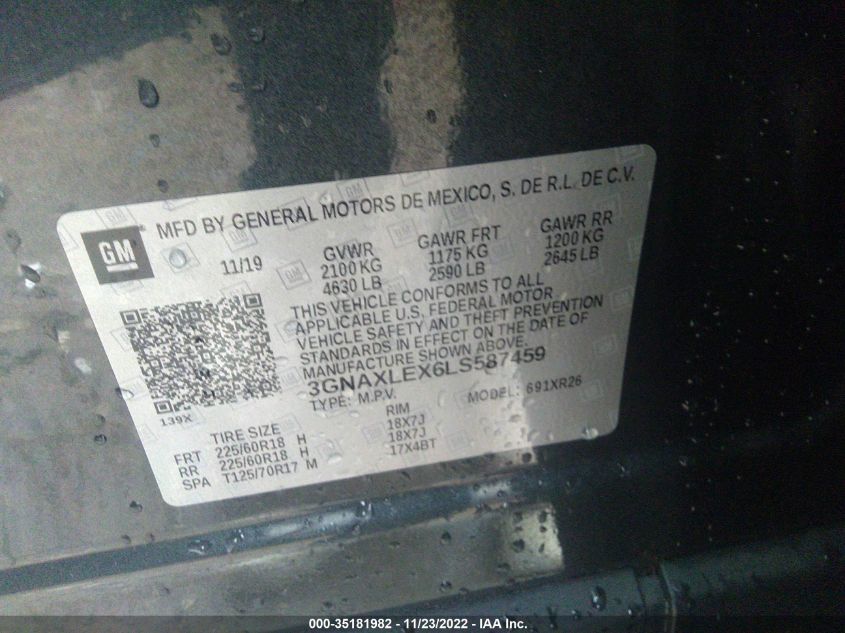 GM
MFD BY GENERAL MOTORS DE MEXICO, S. DE R.L. DE C.V.
11/19
GVWR
2100 KG
4630 LB
GAWR FRT
1175 KG
2590 LB
GAWR RR
1200 KG
2645 LB
THIS VEHICLE CONFORMS TO ALL
APPLICABLE U.S. FEDERAL MOTOR
VEHICLE SAFETY AND THEFT PREVENTION
STANDARDS IN EFFECT ON THE DATE OF
MANUFACTURE SHOWN ABOVE.
3GNAXLEX6LS587459
TYPE: M.P.V. MODEL: 691XR26
139X
TIRE SIZE RIM
FRT 225/60R18 H 18X7J
RR 225/60R18 H 18X7J
SPA T125/70R17 M 17X4BT
000-35181982 - 11/23/2022 - IAA Inc.